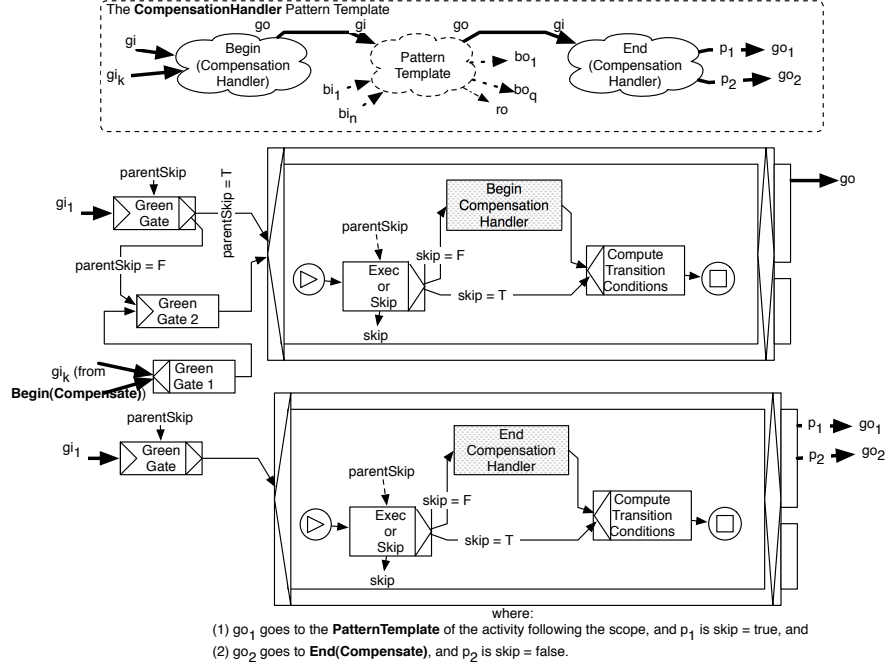 The CompensationHandler Pattern Template
go gi go gi
gi
gi_k
Begin
(Compensation
Handler)
Pattern
Template
End
(Compensation
Handler)
bi_1
bi_n
bo_1
bo_q
ro
p_1 go_1
p_2 go_2
parentSkip
gi_1
Green
Gate
parentSkip = T
parentSkip = F
Green
Gate 2
gi_k (from
Begin(Compensate))
Green
Gate 1
parentSkip
Exec
or
Skip
skip
skip = F
skip = T
Begin
Compensation
Handler
Compute
Transition
Conditions
go
parentSkip
gi_1
Green
Gate
parentSkip
Exec
or
Skip
skip
skip = F
skip = T
End
Compensation
Handler
Compute
Transition
Conditions
p_1 go_1
p_2 go_2
where:
(1) go_1 goes to the PatternTemplate of the activity following the scope, and p_1 is skip = true, and
(2) go_2 goes to End(Compensate), and p_2 is skip = false.